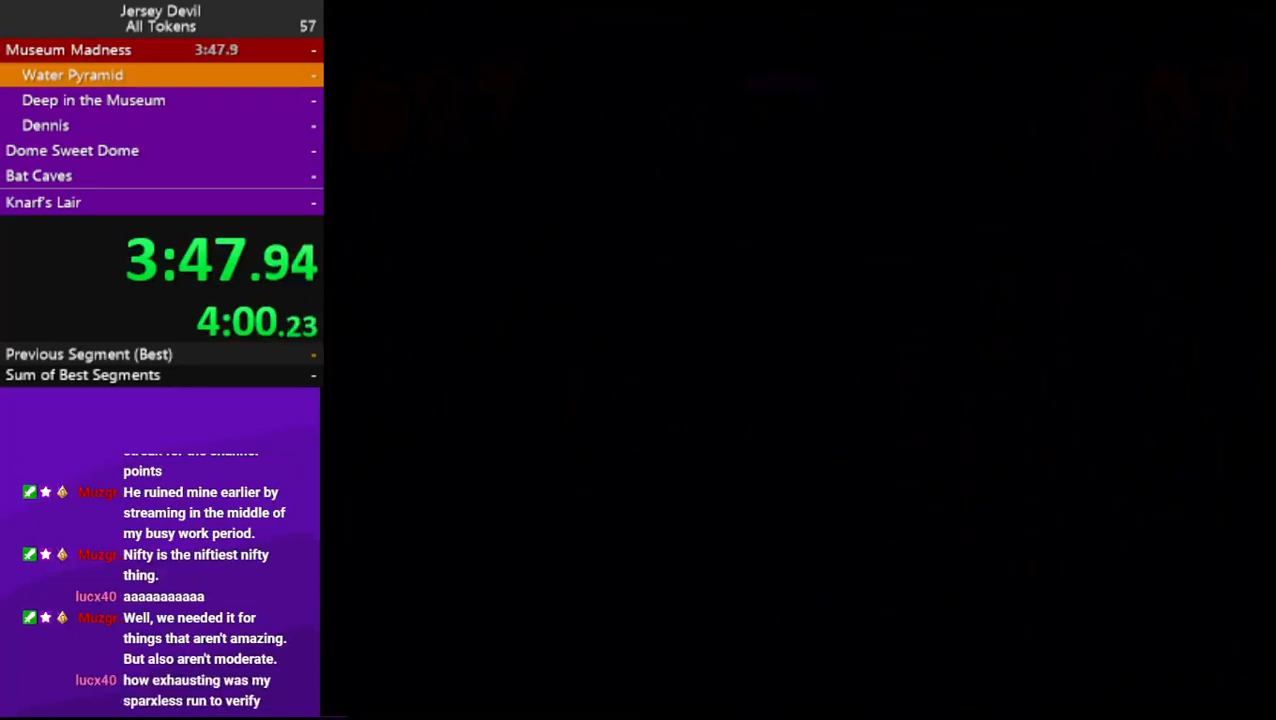 Jersey Devil
All Tokens 57
Museum Madness 3:47.9 -
Water Pyramid -
Deep in the Museum -
Dennis -
Dome Sweet Dome -
Bat Caves -
Knarf's Lair -
3:47.94
4:00.23
Previous Segment (Best) -
Sum of Best Segments -
points
Muzgr He ruined mine earlier by
streaming in the middle of
my busy work period.
Muzgr Nifty is the niftiest nifty
thing.
lucx40 aaaaaaaaaaa
Muzgr Well, we needed it for
things that aren't amazing.
But also aren't moderate.
lucx40 how exhausting was my
sparxless run to verify